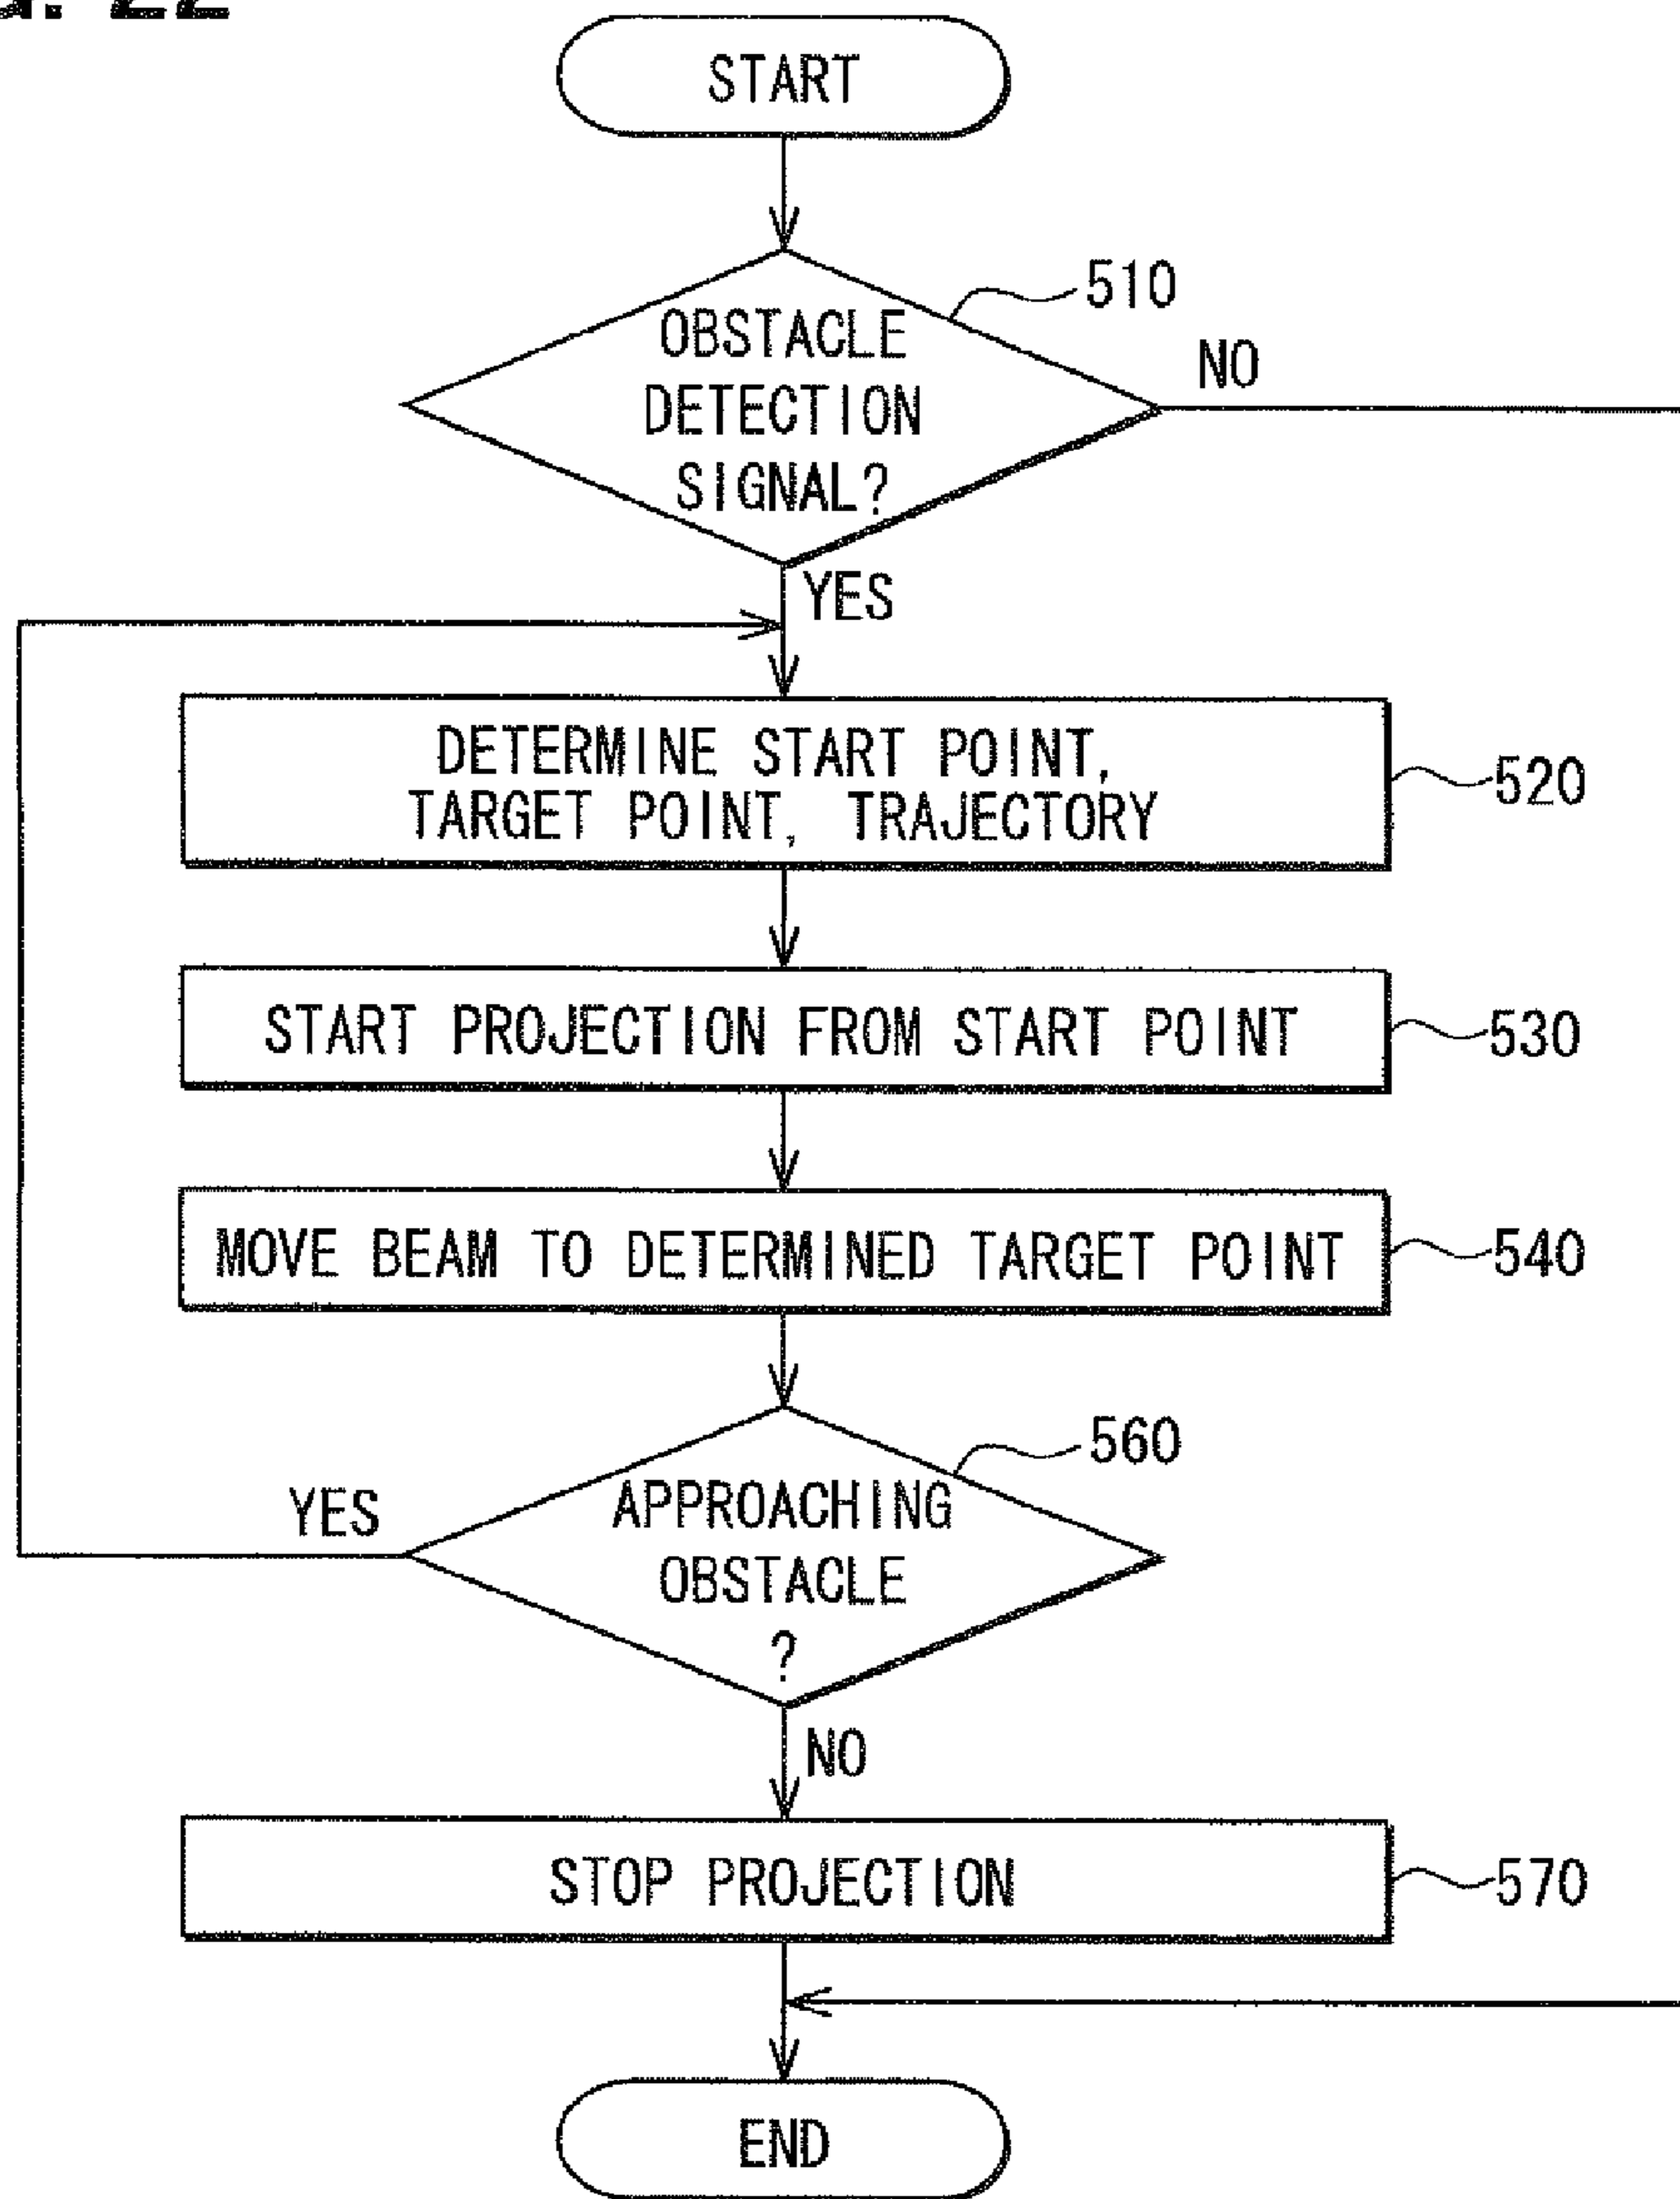 22
START
510
OBSTACLE
DETECTION
SIGNAL?
NO
YES
DETERMINE START POINT,
TARGET POINT, TRAJECTORY
520
START PROJECTION FROM START POINT
530
MOVE BEAM TO DETERMINED TARGET POINT
540
560
APPROACHING
OBSTACLE
?
YES
NO
STOP PROJECTION
570
END